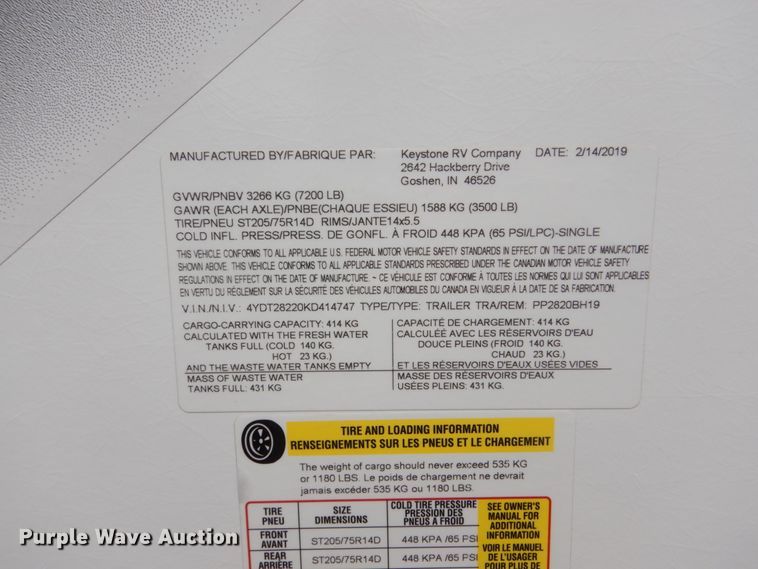 MANUFACTURED BY/FABRIQUE PAR: Keystone RV Company DATE: 2/14/2019
2642 Hackberry Drive
Goshen, IN 46526
GVWR/PNBV 3266 KG (7200 LB)
GAWR (EACH AXLE)/PNBE(CHAQUE ESSIEU) 1588 KG (3500 LB)
TIRE/PNEU ST205/75R14D RIMS/JANTE14x5.5
COLD INFL. PRESS/PRESS. DE GONFL. À FROID 448 KPA (65 PSI/LPC)-SINGLE
THIS VEHICLE CONFORMS TO ALL APPLICABLE U.S. FEDERAL MOTOR VEHICLE SAFETY STANDARDS IN EFFECT ON THE DATE OF MANUFACTURE
SHOWN ABOVE. THIS VEHICLE CONFORMS TO ALL APPLICABLE STANDARDS PRESCRIBED UNDER THE CANADIAN MOTOR VEHICLE SAFETY
REGULATIONS IN EFFECT ON THE DATE OF MANUFACTURE. ~ CE VÉHICULE EST CONFORME À TOUTES LES NORMES QUI LUI SONT APPLICABLES
EN VERTU DU RÈGLEMENT SUR LA SÉCURITÉ DES VÉHICULES AUTOMOBILES DU CANADA EN VIGUEUR À LA DATE DE SA FABRICATION.
V.I.N./N.I.V.: 4YDT28220KD414747 TYPE/TYPE: TRAILER TRA/REM: PP2820BH19
CARGO-CARRYING CAPACITY: 414 KG
CALCULATED WITH THE FRESH WATER
TANKS FULL (COLD 140 KG.
HOT 23 KG.)
AND THE WASTE WATER TANKS EMPTY
MASS OF WASTE WATER
TANKS FULL: 431 KG
CAPACITÉ DE CHARGEMENT: 414 KG
CALCULÉE AVEC LES RÉSERVOIRS D'EAU
DOUCE PLEINS (FROID 140 KG.
CHAUD 23 KG.)
ET LES RÉSERVOIRS D'EAUX USÉES VIDES
MASSE DES RÉSERVOIRS D'EAUX
USÉES PLEINS: 431 KG.
TIRE AND LOADING INFORMATION
RENSEIGNEMENTS SUR LES PNEUS ET LE CHARGEMENT
The weight of cargo should never exceed 535 KG
or 1180 LBS. Le poids de chargement ne devrait
jamais excéder 535 KG ou 1180 LBS.
TIRE
PNEU
SIZE
DIMENSIONS
COLD TIRE PRESSURE
PRESSION DES
PNEUS A FROID
SEE OWNER'S
MANUAL FOR
ADDITIONAL
INFORMATION
VOIR LE MANUEL
DE L'USAGER
POUR PLUS DE
FRONT
AVANT
ST205/75R14D
448 KPA /65 PSI
REAR
ARRIÈRE
ST205/75R14D
448 KPA /65 PSI
Purple Wave Auction